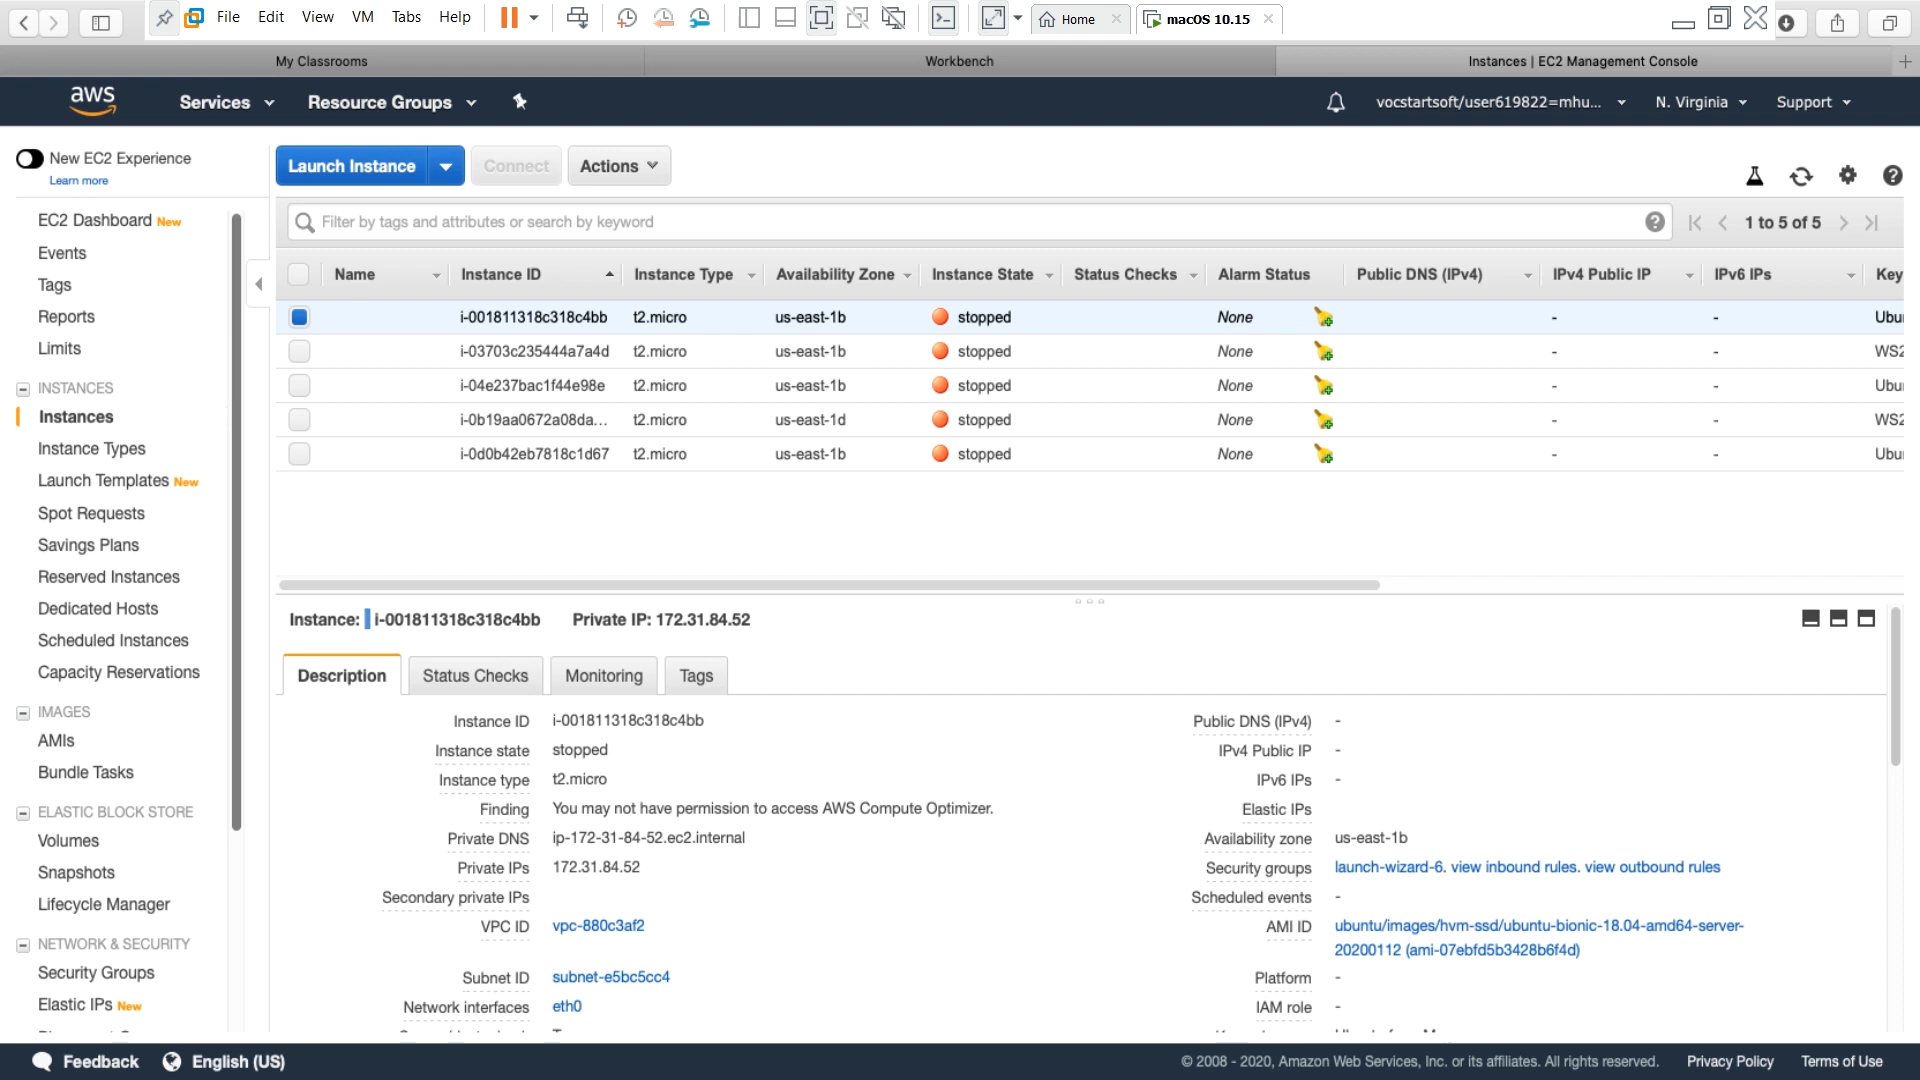 File Edit View VM Tabs Help Home macOS 10.15
My Classrooms Workbench Instances | EC2 Management Console
aws Services Resource Groups vocstartsoft/user619822=mhu... N. Virginia Support
New EC2 Experience
Learn more
Launch Instance Connect Actions
Filter by tags and attributes or search by keyword 1 to 5 of 5
Name Instance ID Instance Type Availability Zone Instance State Status Checks Alarm Status Public DNS (IPv4) IPv4 Public IP IPv6 IPs Key
i-001811318c318c4bb t2.micro us-east-1b stopped None - - Ubu
i-03703c235444a7a4d t2.micro us-east-1b stopped None - - WS2
i-04e237bac1f44e98e t2.micro us-east-1b stopped None - - Ubu
i-0b19aa0672a08da... t2.micro us-east-1d stopped None - - WS2
i-0d0b42eb7818c1d67 t2.micro us-east-1b stopped None - - Ubu
EC2 Dashboard New
Events
Tags
Reports
Limits
INSTANCES
Instances
Instance Types
Launch Templates New
Spot Requests
Savings Plans
Reserved Instances
Dedicated Hosts
Scheduled Instances
Capacity Reservations
IMAGES
AMIs
Bundle Tasks
ELASTIC BLOCK STORE
Volumes
Snapshots
Lifecycle Manager
NETWORK & SECURITY
Security Groups
Elastic IPs New
Instance: i-001811318c318c4bb Private IP: 172.31.84.52
Description Status Checks Monitoring Tags
Instance ID i-001811318c318c4bb
Instance state stopped
Instance type t2.micro
Finding You may not have permission to access AWS Compute Optimizer.
Private DNS ip-172-31-84-52.ec2.internal
Private IPs 172.31.84.52
Secondary private IPs
VPC ID vpc-880c3af2
Subnet ID subnet-e5bc5cc4
Network interfaces eth0
Public DNS (IPv4) -
IPv4 Public IP -
IPv6 IPs -
Elastic IPs
Availability zone us-east-1b
Security groups launch-wizard-6. view inbound rules. view outbound rules
Scheduled events -
AMI ID ubuntu/images/hvm-ssd/ubuntu-bionic-18.04-amd64-server-
20200112 (ami-07ebfd5b3428b6f4d)
Platform -
IAM role -
Feedback English (US) © 2008 - 2020, Amazon Web Services, Inc. or its affiliates. All rights reserved. Privacy Policy Terms of Use